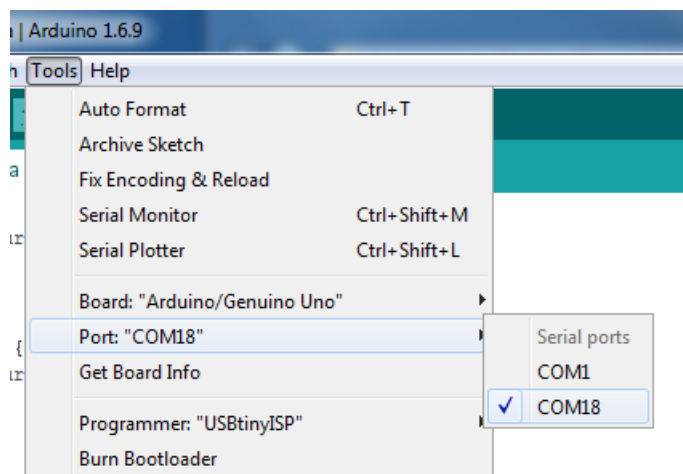 | Arduino 1.6.9
Tools Help
Auto Format Ctrl+T
Archive Sketch
Fix Encoding & Reload
Serial Monitor Ctrl+Shift+M
Serial Plotter Ctrl+Shift+L
Board: "Arduino/Genuino Uno"
Port: "COM18"
Serial ports
{
Get Board Info
COM1
COM18
Programmer: "USBtinyISP"
Burn Bootloader